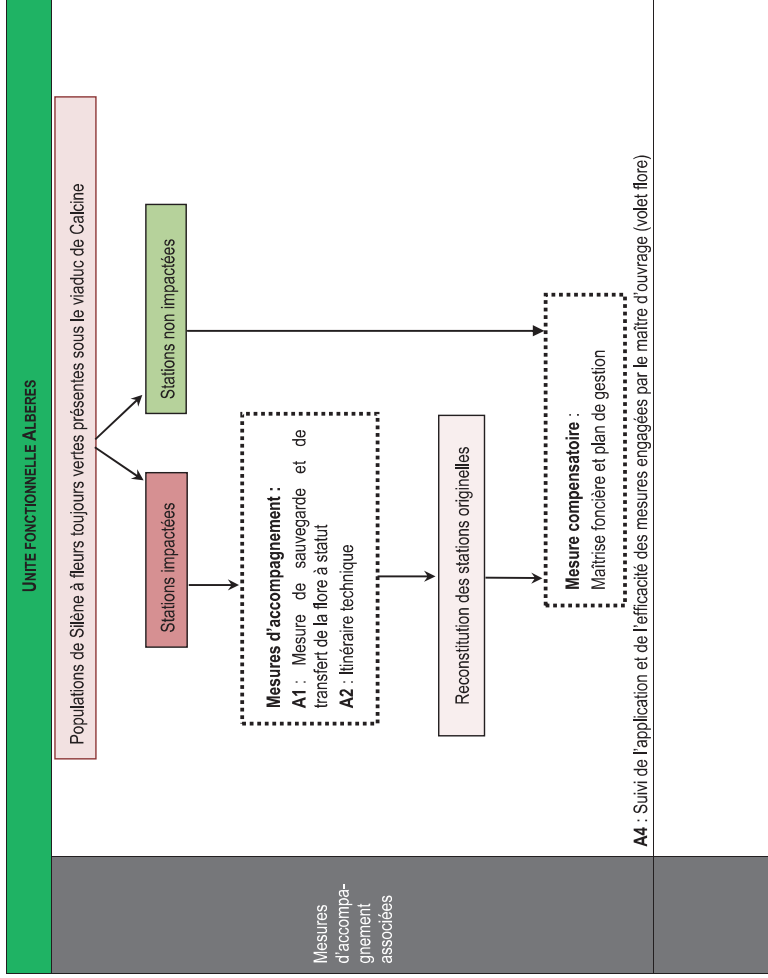 UNITE FONCTIONNELLE ALBERES
Mesures
d'accompa-
gnement
associées
Populations de Silène à fleurs toujours vertes présentes sous le viaduc de Calcine
Stations impactées
Stations non impactées
Mesures d'accompagnement :
A1 : Mesure de sauvegarde et de
transfert de la flore à statut
A2 : Itinéraire technique
Reconstitution des stations originelles
Mesure compensatoire :
Maîtrise foncière et plan de gestion
A4 : Suivi de l'application et de l'efficacité des mesures engagées par le maître d'ouvrage (volet flore)